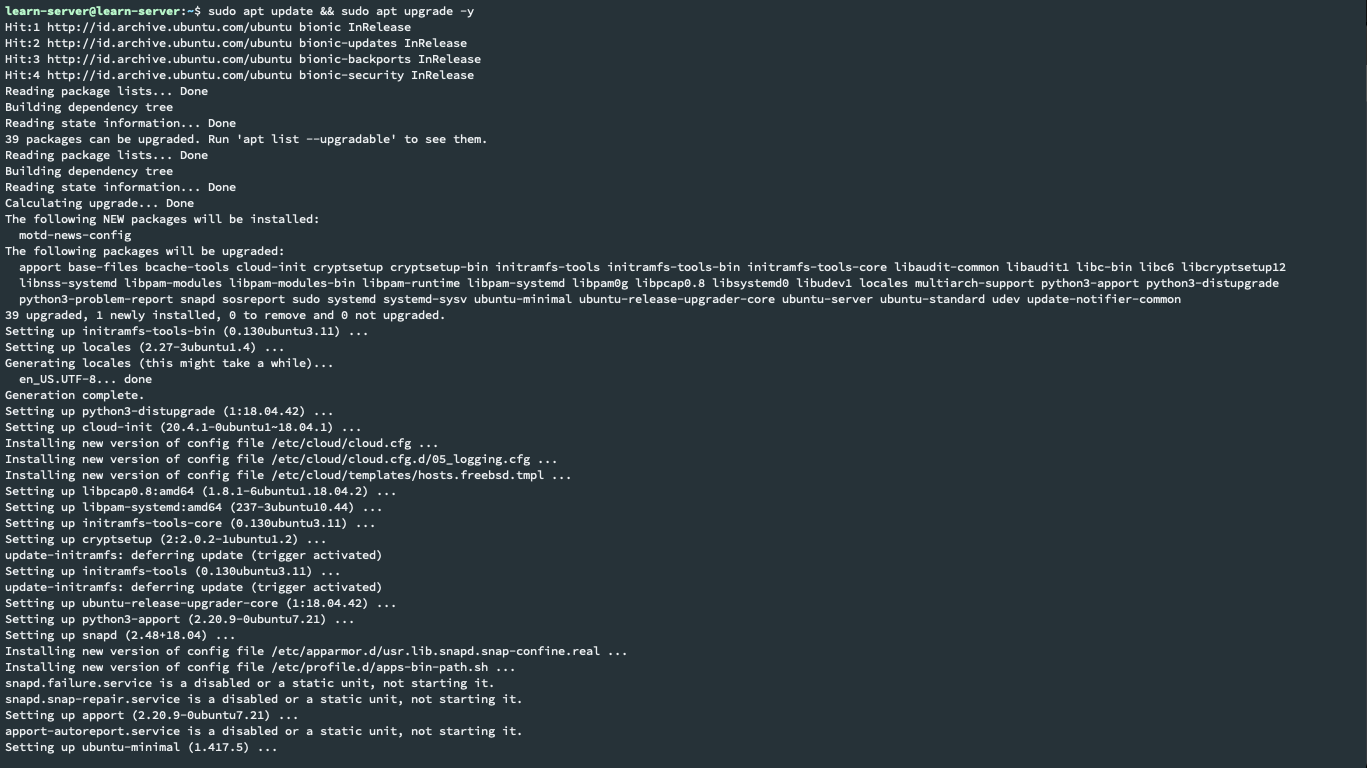 learn-server@learn-server:~$ sudo apt update && sudo apt upgrade -y
Hit:1 http://id.archive.ubuntu.com/ubuntu bionic InRelease
Hit:2 http://id.archive.ubuntu.com/ubuntu bionic-updates InRelease
Hit:3 http://id.archive.ubuntu.com/ubuntu bionic-backports InRelease
Hit:4 http://id.archive.ubuntu.com/ubuntu bionic-security InRelease
Reading package lists... Done
Building dependency tree
Reading state information... Done
39 packages can be upgraded. Run 'apt list --upgradable' to see them.
Reading package lists... Done
Building dependency tree
Reading state information... Done
Calculating upgrade... Done
The following NEW packages will be installed:
  motd-news-config
The following packages will be upgraded:
  apport base-files bcache-tools cloud-init cryptsetup cryptsetup-bin initramfs-tools initramfs-tools-bin initramfs-tools-core libaudit-common libaudit1 libc-bin libc6 libcryptsetup12
  libnss-systemd libpam-modules libpam-modules-bin libpam-runtime libpam-systemd libpam0g libpcap0.8 libsystemd0 libudev1 locales multiarch-support python3-apport python3-distupgrade
  python3-problem-report snapd sosreport sudo systemd systemd-sysv ubuntu-minimal ubuntu-release-upgrader-core ubuntu-server ubuntu-standard udev update-notifier-common
39 upgraded, 1 newly installed, 0 to remove and 0 not upgraded.
Setting up initramfs-tools-bin (0.130ubuntu3.11) ...
Setting up locales (2.27-3ubuntu1.4) ...
Generating locales (this might take a while)...
  en_US.UTF-8... done
Generation complete.
Setting up python3-distupgrade (1:18.04.42) ...
Setting up cloud-init (20.4.1-0ubuntu1~18.04.1) ...
Installing new version of config file /etc/cloud/cloud.cfg ...
Installing new version of config file /etc/cloud/cloud.cfg.d/05_logging.cfg ...
Installing new version of config file /etc/cloud/templates/hosts.freebsd.tmpl ...
Setting up libpcap0.8:amd64 (1.8.1-6ubuntu1.18.04.2) ...
Setting up libpam-systemd:amd64 (237-3ubuntu10.44) ...
Setting up initramfs-tools-core (0.130ubuntu3.11) ...
Setting up cryptsetup (2:2.0.2-1ubuntu1.2) ...
update-initramfs: deferring update (trigger activated)
Setting up initramfs-tools (0.130ubuntu3.11) ...
update-initramfs: deferring update (trigger activated)
Setting up ubuntu-release-upgrader-core (1:18.04.42) ...
Setting up python3-apport (2.20.9-0ubuntu7.21) ...
Setting up snapd (2.48+18.04) ...
Installing new version of config file /etc/apparmor.d/usr.lib.snapd.snap-confine.real ...
Installing new version of config file /etc/profile.d/apps-bin-path.sh ...
snapd.failure.service is a disabled or a static unit, not starting it.
snapd.snap-repair.service is a disabled or a static unit, not starting it.
Setting up apport (2.20.9-0ubuntu7.21) ...
apport-autoreport.service is a disabled or a static unit, not starting it.
Setting up ubuntu-minimal (1.417.5) ...